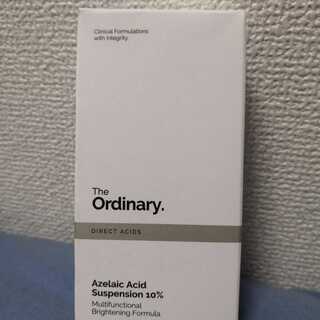 Clinical Formulations
with Integrity.
The
Ordinary.
DIRECT ACIDS
Azelaic Acid
Suspension 10%
Multifunctional
Brightening Formula